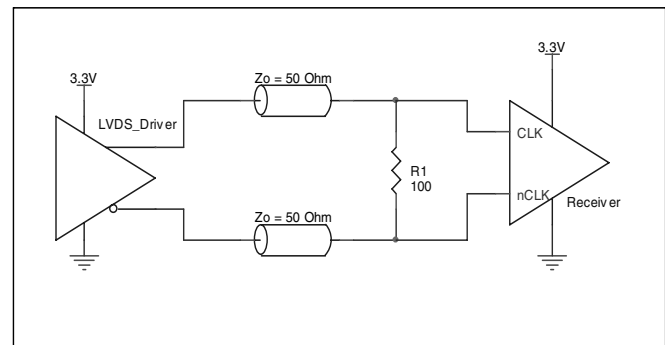 3.3V
Zo = 50 Ohm
3.3V
LVDS_Driver
CLK
R1
100
nCLK
Receiver
Zo = 50 Ohm